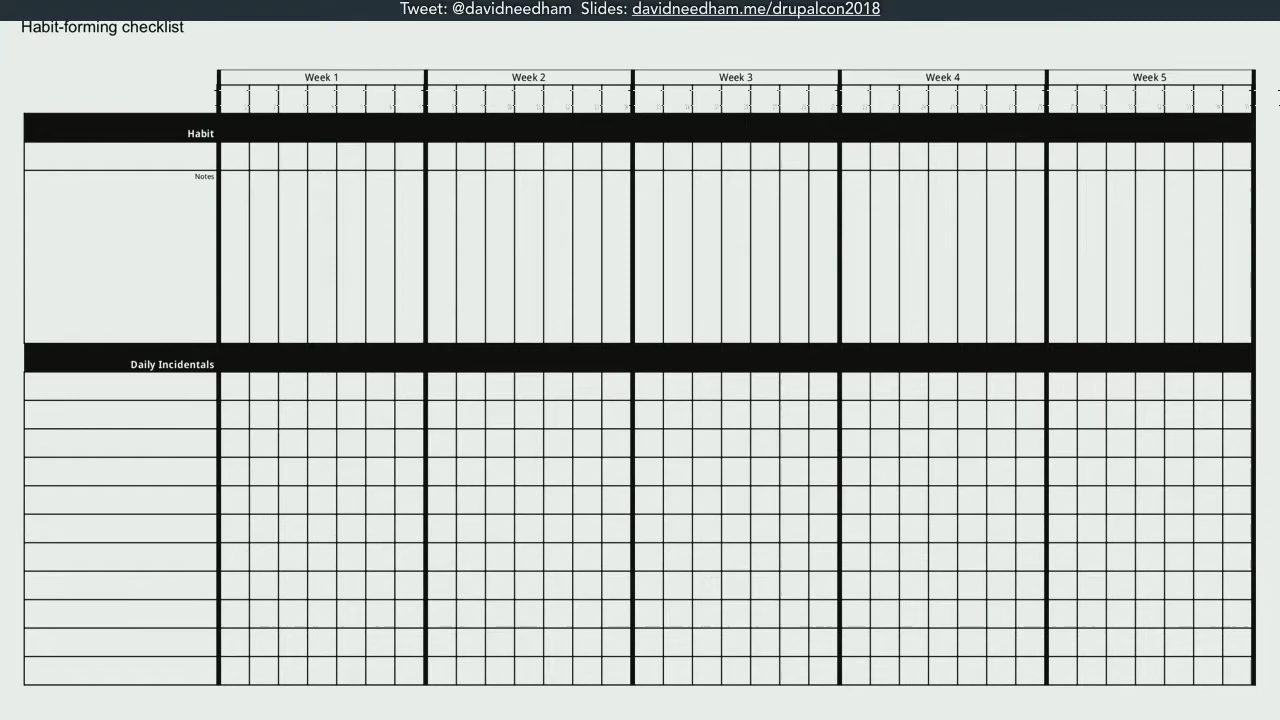 Tweet: @davidneedham Slides: davidneedham.me/drupalcon2018
Habit-forming checklist
Week 1 Week 2 Week 3 Week 4 Week 5
Habit
Notes
Daily Incidentals